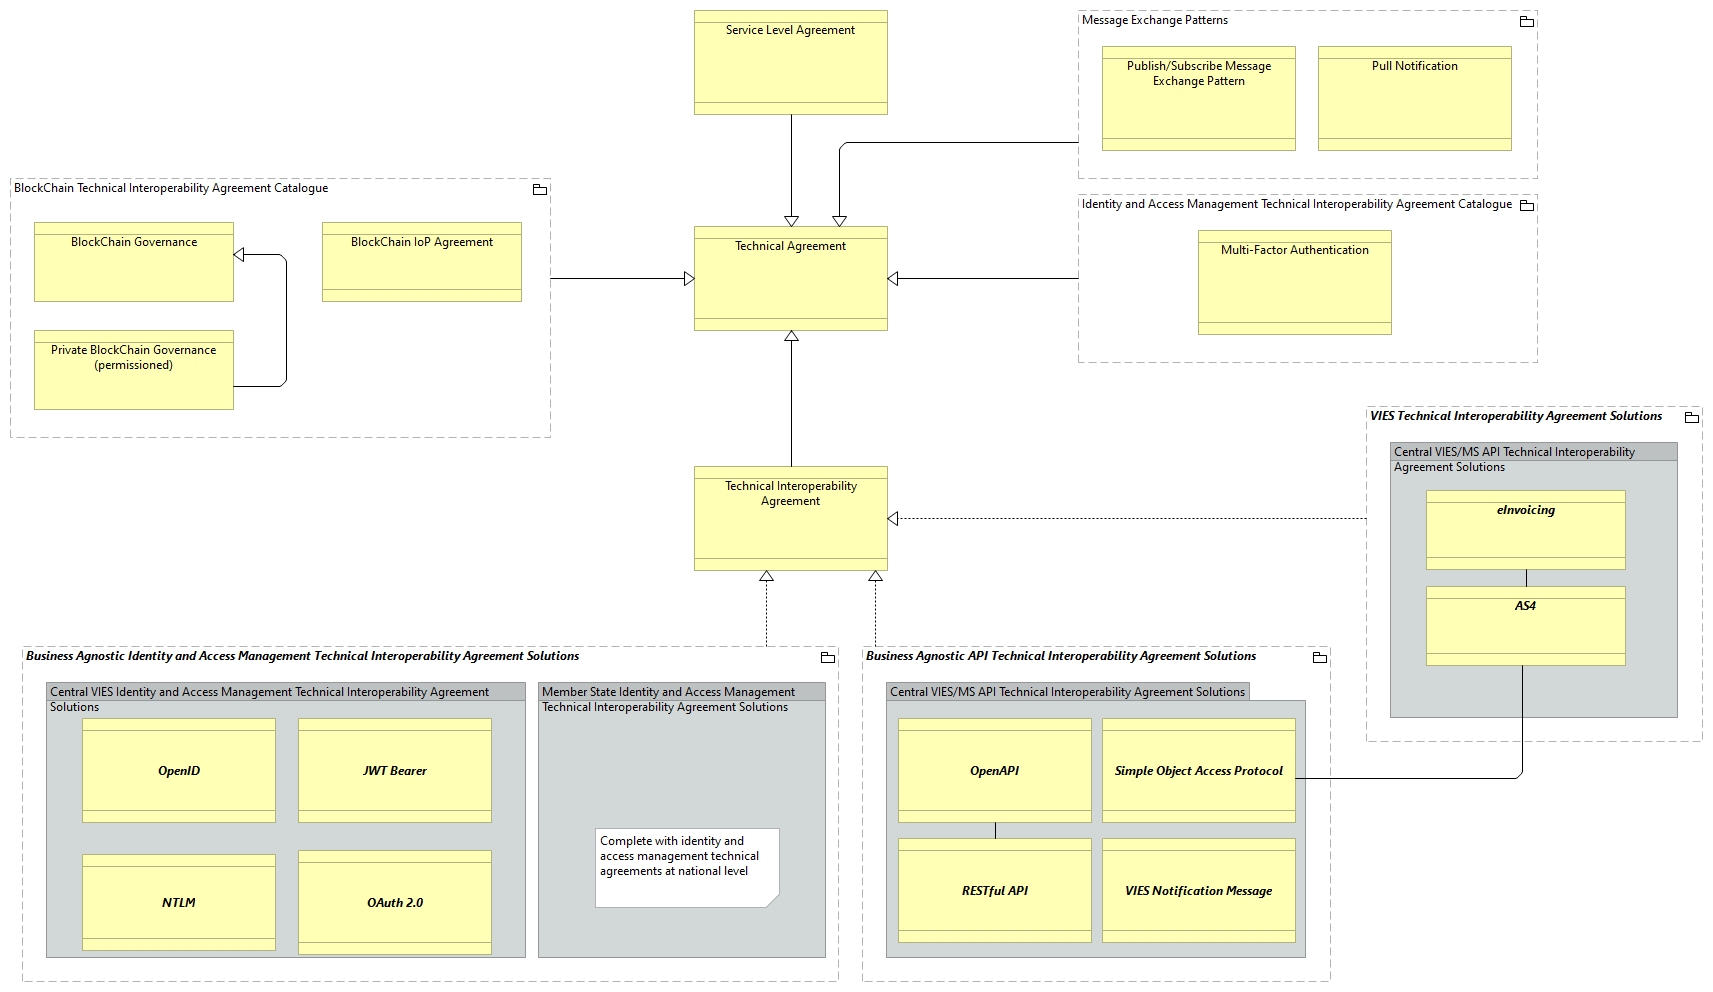 Service Level Agreement
Message Exchange Patterns
Publish/Subscribe Message
Exchange Pattern
Pull Notification
BlockChain Technical Interoperability Agreement Catalogue
BlockChain Governance
BlockChain IoP Agreement
Private BlockChain Governance
(permissioned)
Technical Agreement
Identity and Access Management Technical Interoperability Agreement Catalogue
Multi-Factor Authentication
VIES Technical Interoperability Agreement Solutions
Central VIES/MS API Technical Interoperability
Agreement Solutions
eInvoicing
AS4
Technical Interoperability
Agreement
Business Agnostic Identity and Access Management Technical Interoperability Agreement Solutions
Central VIES Identity and Access Management Technical Interoperability Agreement
Solutions
OpenID
JWT Bearer
NTLM
OAuth 2.0
Member State Identity and Access Management
Technical Interoperability Agreement Solutions
Complete with identity and
access management technical
agreements at national level
Business Agnostic API Technical Interoperability Agreement Solutions
Central VIES/MS API Technical Interoperability Agreement Solutions
OpenAPI
Simple Object Access Protocol
RESTful API
VIES Notification Message